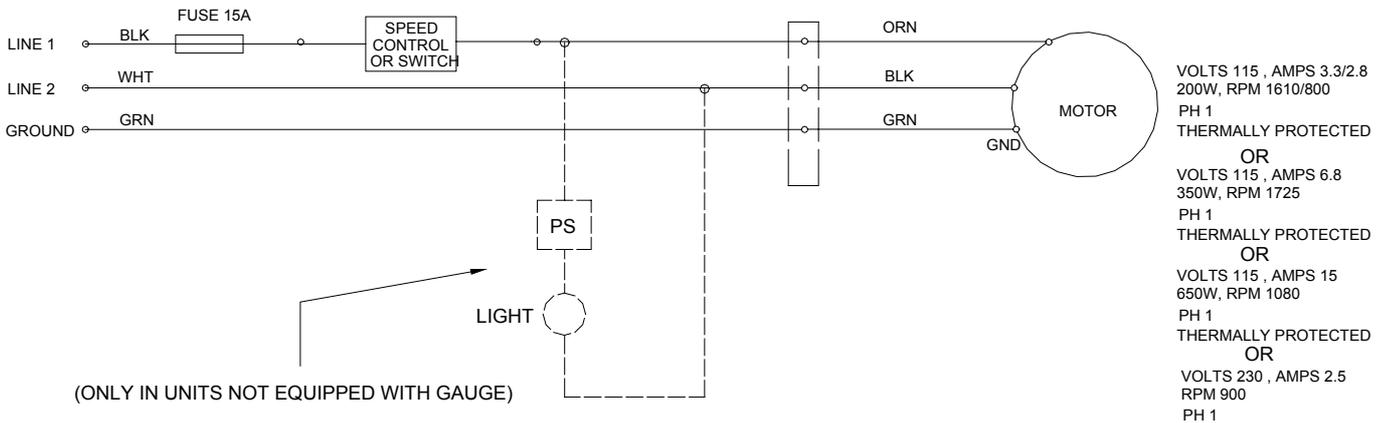 FUSE 15A
LINE 1
BLK
SPEED
CONTROL
OR SWITCH
ORN
LINE 2
WHT
BLK
GROUND
GRN
GRN
GND
MOTOR
PS
LIGHT
(ONLY IN UNITS NOT EQUIPPED WITH GAUGE)
VOLTS 115 , AMPS 3.3/2.8
200W, RPM 1610/800
PH 1
THERMALLY PROTECTED
OR
VOLTS 115 , AMPS 6.8
350W, RPM 1725
PH 1
THERMALLY PROTECTED
OR
VOLTS 115 , AMPS 15
650W, RPM 1080
PH 1
THERMALLY PROTECTED
OR
VOLTS 230 , AMPS 2.5
RPM 900
PH 1